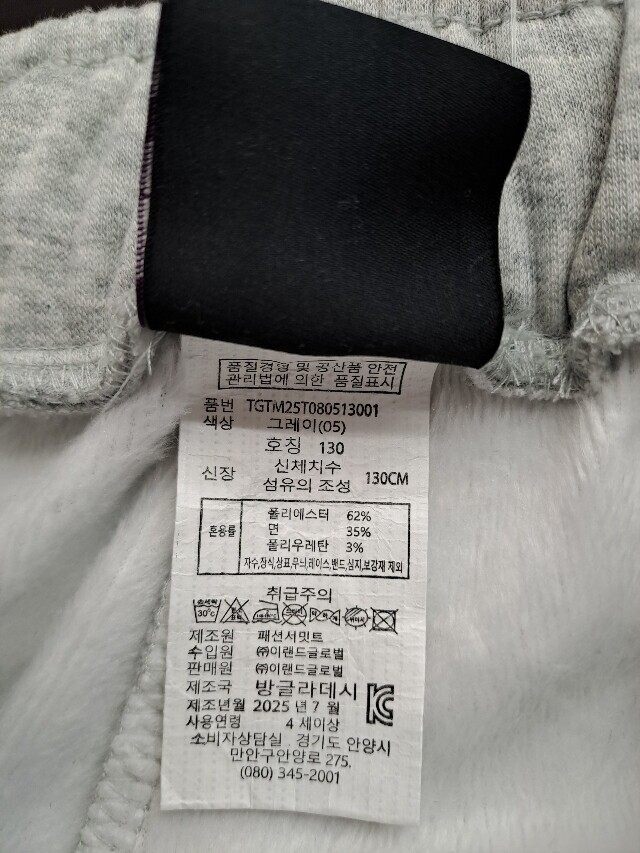 품질경영 및 공산품 안전
관리법에 의한 품질표시
품번 TGTM25T080513001
색상 그레이(05)
호칭 130
신체치수
신장 130CM
섬유의 조성
혼용률
폴리에스터 62%
면 35%
폴리우레탄 3%
자수,장식,상표,무늬,레이스,밴드,심지,보강재 제외
취급주의
30°C
제조원 패션서밋트
수입원 ㈜이랜드글로벌
판매원 ㈜이랜드글로벌
제조국 방글라데시
제조년월 2025 년 7 월
사용연령 4 세이상
소비자상담실 경기도 안양시
만안구안양로 275.
(080) 345-2001